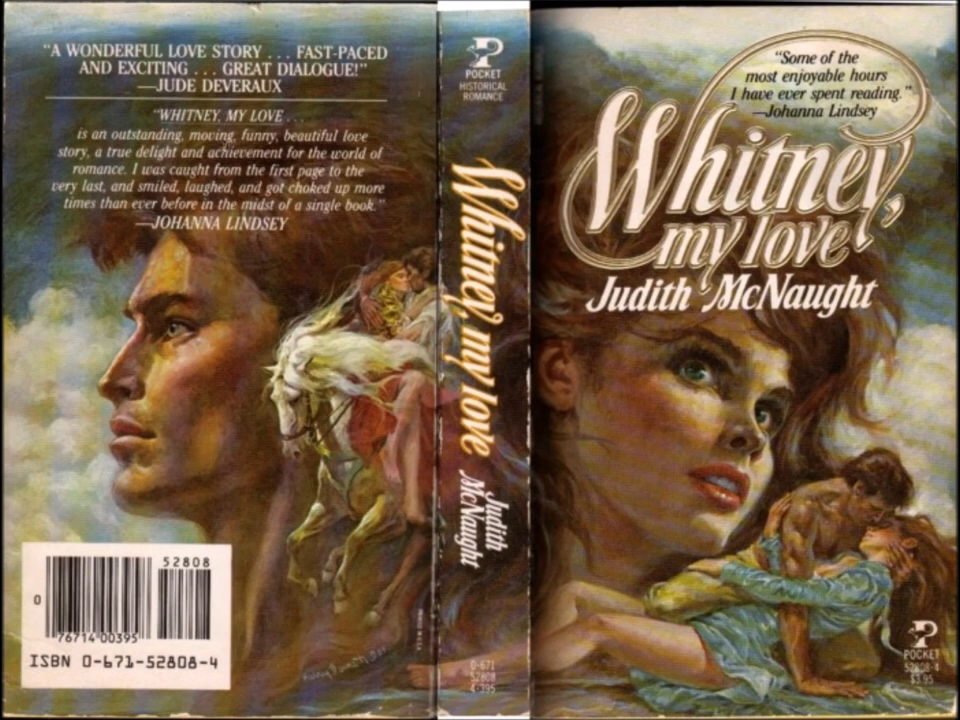 "A WONDERFUL LOVE STORY . . . FAST-PACED
AND EXCITING . . . GREAT DIALOGUE!"
—JUDE DEVERAUX
"WHITNEY, MY LOVE . . .
is an outstanding, moving, funny, beautiful love
story, a true delight and achievement for the world of
romance. I was caught from the first page to the
very last, and smiled, laughed, and got choked up more
times than ever before in the midst of a single book."
—JOHANNA LINDSEY
52808
0
76714 00395
ISBN 0-671-52808-4
POCKET
HISTORICAL
ROMANCE
Whitney, my love
Judith
McNaught
0-671
52808
4·395
"Some of the
most enjoyable hours
I have ever spent reading."
—Johanna Lindsey
Whitney,
my love
Judith McNaught
POCKET
52808-4
$3.95